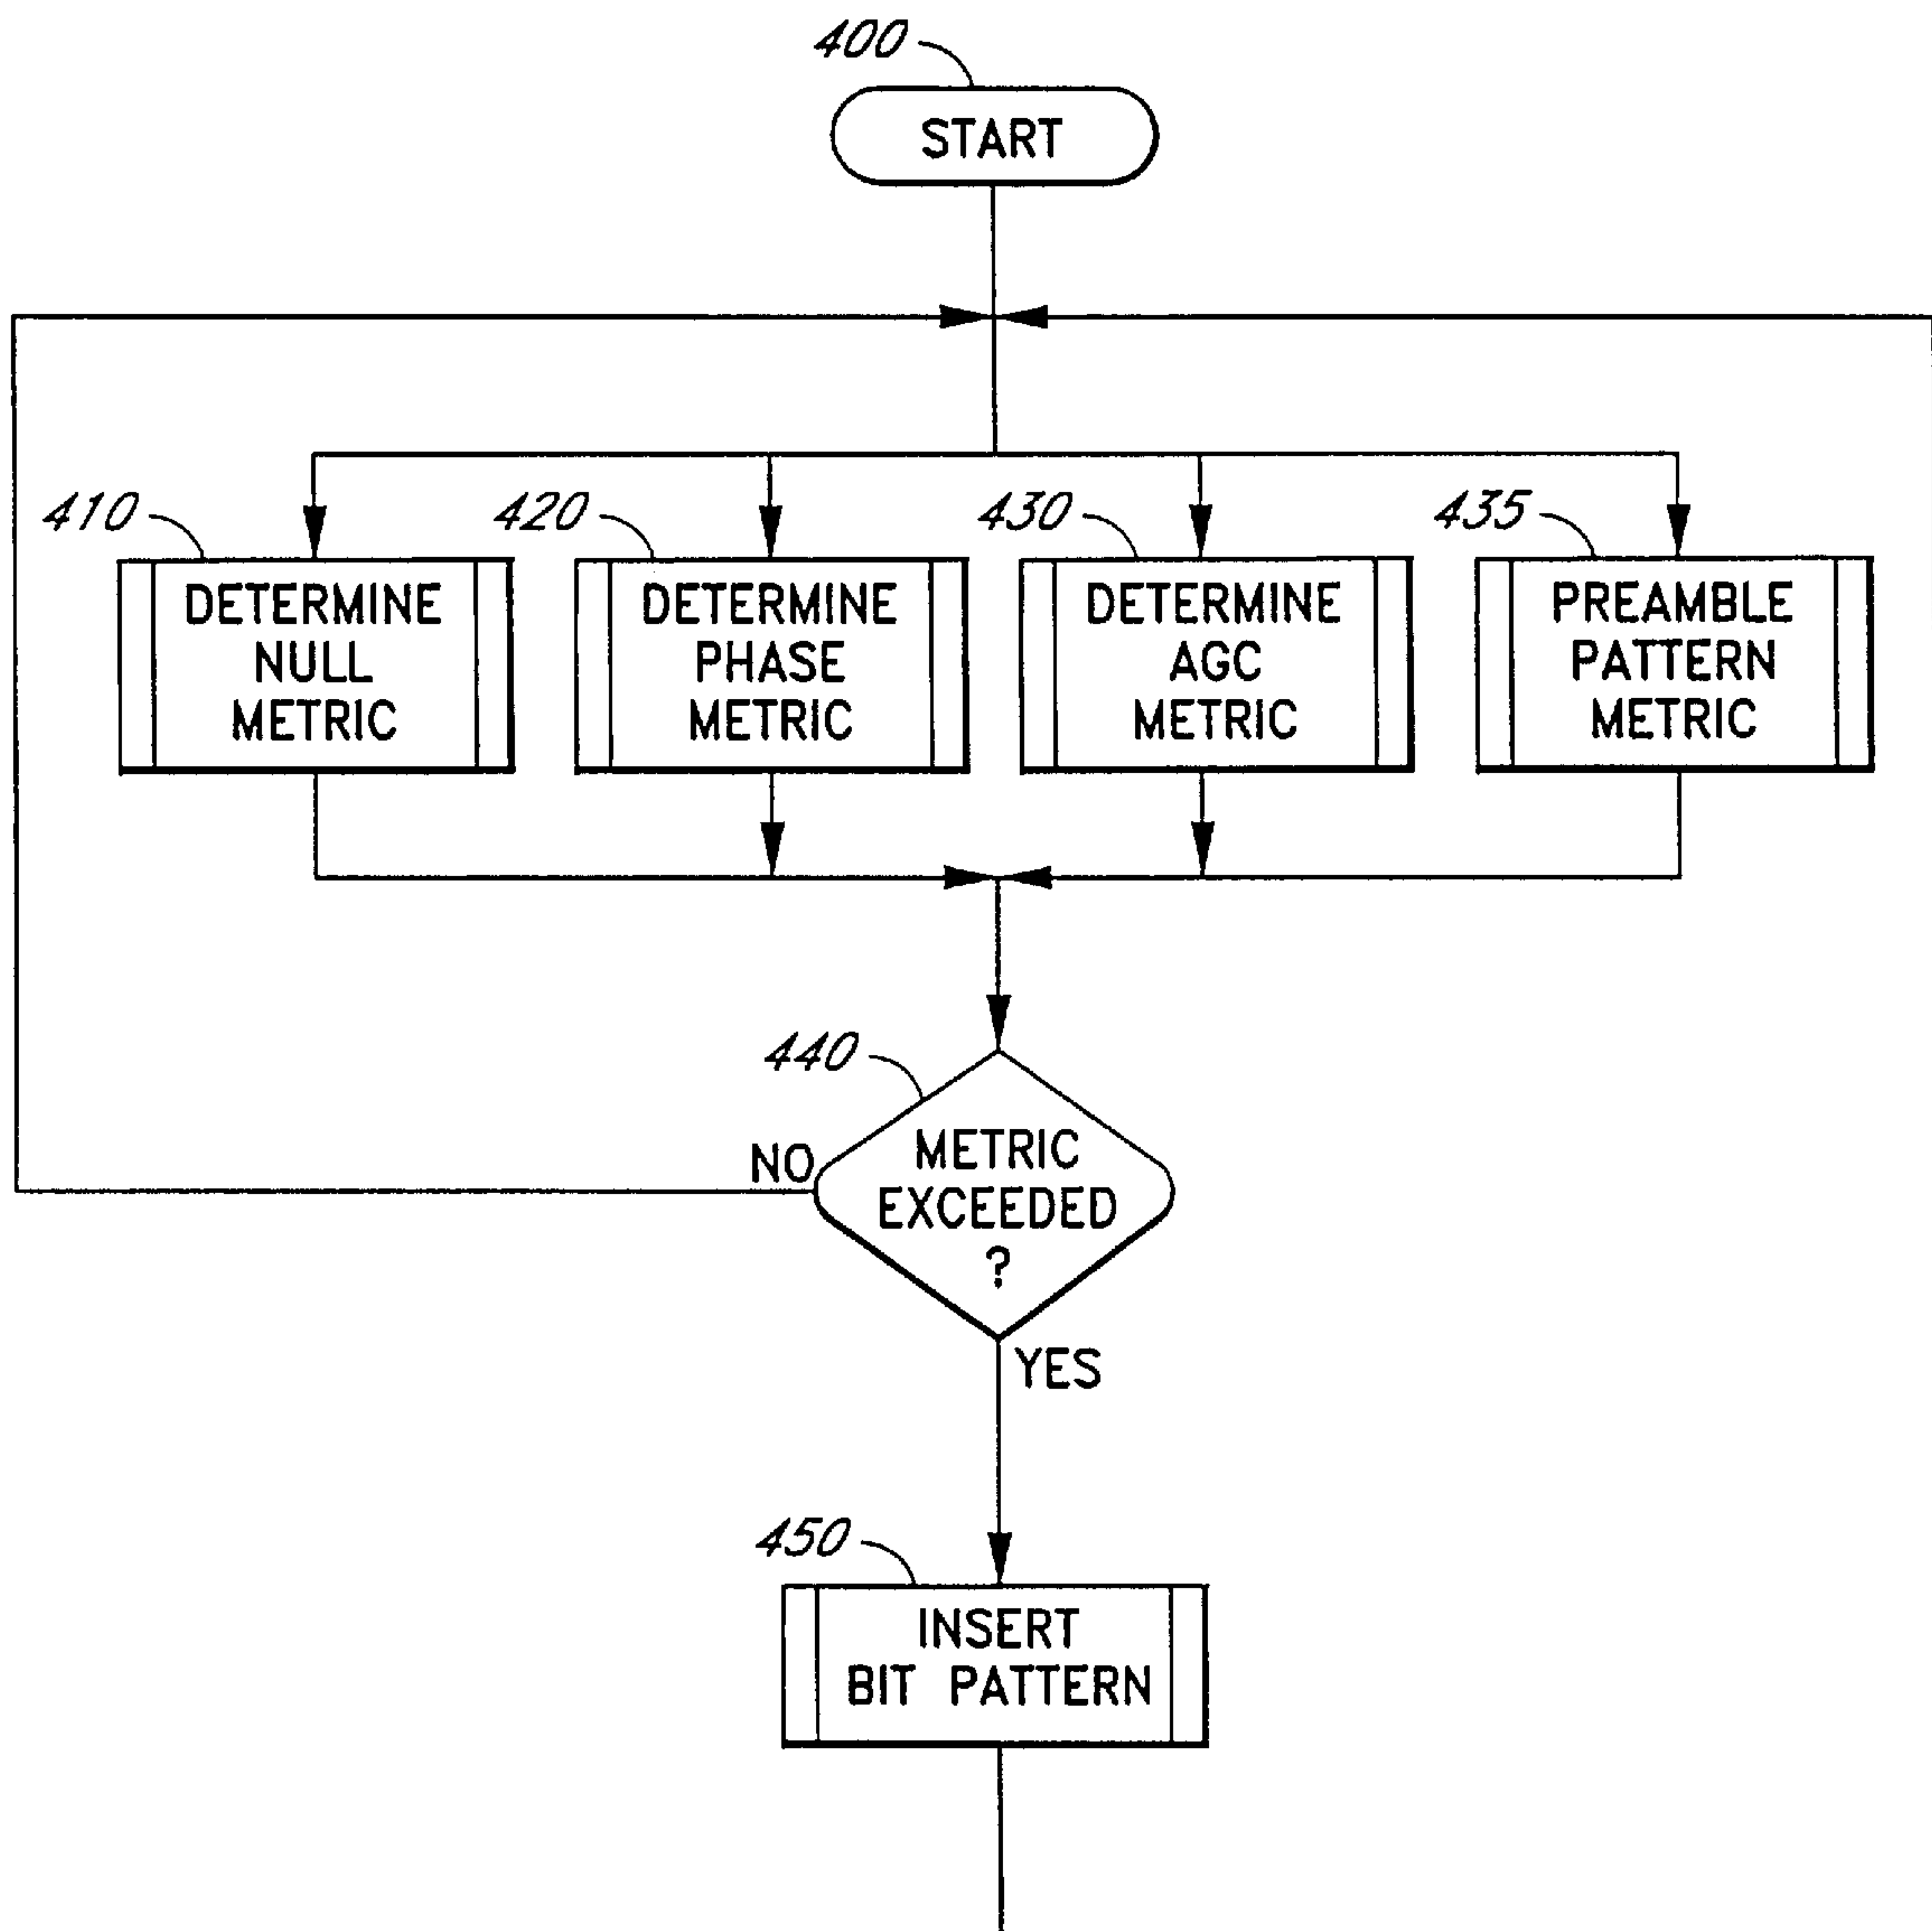 400
START
410
DETERMINE
NULL
METRIC
420
DETERMINE
PHASE
METRIC
430
DETERMINE
AGC
METRIC
435
PREAMBLE
PATTERN
METRIC
440
METRIC
EXCEEDED
?
NO
YES
450
INSERT
BIT PATTERN